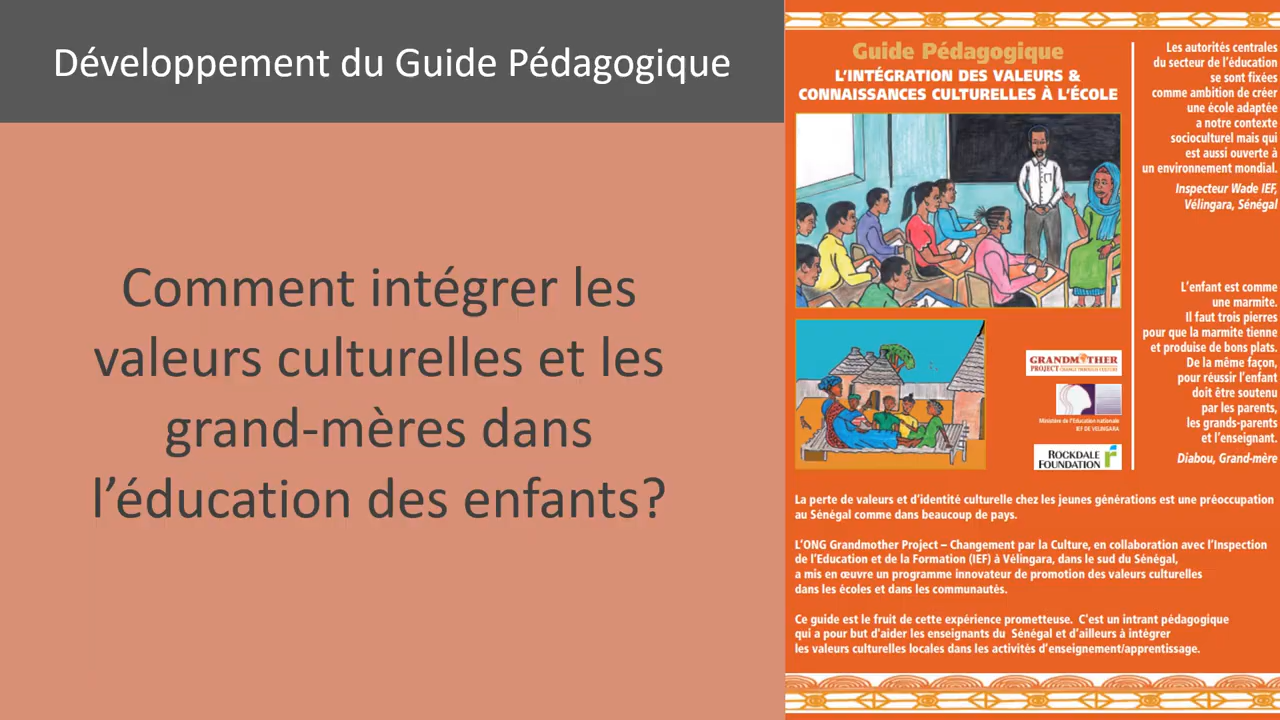 Développement du Guide Pédagogique
Comment intégrer les
valeurs culturelles et les
grand-mères dans
l’éducation des enfants?
Guide Pédagogique
L’INTÉGRATION DES VALEURS &
CONNAISSANCES CULTURELLES À L’ÉCOLE
Les autorités centrales
du secteur de l’éducation
se sont fixées
comme ambition de créer
une école adaptée
a notre contexte
socioculturel mais qui
est aussi ouverte à
un environnement mondial.
Inspecteur Wade IEF,
Vélingara, Sénégal
L’enfant est comme
une marmite.
Il faut trois pierres
pour que la marmite tienne
et produise de bons plats.
De la même façon,
pour réussir l’enfant
doit être soutenu
par les parents,
les grands-parents
et l’enseignant.
Diabou, Grand-mère
GRANDMOTHER
PROJECT CHANGE THROUGH CULTURE
Ministère de l’Education nationale
IEF DE VELINGARA
ROCKDALE
FOUNDATION
La perte de valeurs et d’identité culturelle chez les jeunes générations est une préoccupation
au Sénégal comme dans beaucoup de pays.
L’ONG Grandmother Project – Changement par la Culture, en collaboration avec l’Inspection
de l’Education et de la Formation (IEF) à Vélingara, dans le sud du Sénégal,
a mis en œuvre un programme innovateur de promotion des valeurs culturelles
dans les écoles et dans les communautés.
Ce guide est le fruit de cette expérience prometteuse. C’est un intrant pédagogique
qui a pour but d’aider les enseignants du Sénégal et d’ailleurs à intégrer
les valeurs culturelles locales dans les activités d’enseignement/apprentissage.